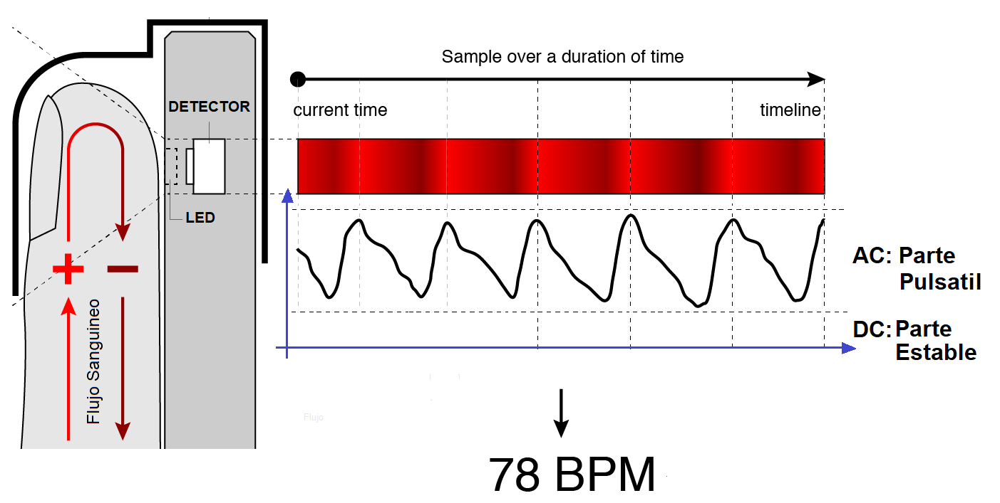 Sample over a duration of time
current time
timeline
DETECTOR
LED
Flujo Sanguineo
AC: Parte
Pulsatil
DC: Parte
Estable
Flujo
78 BPM